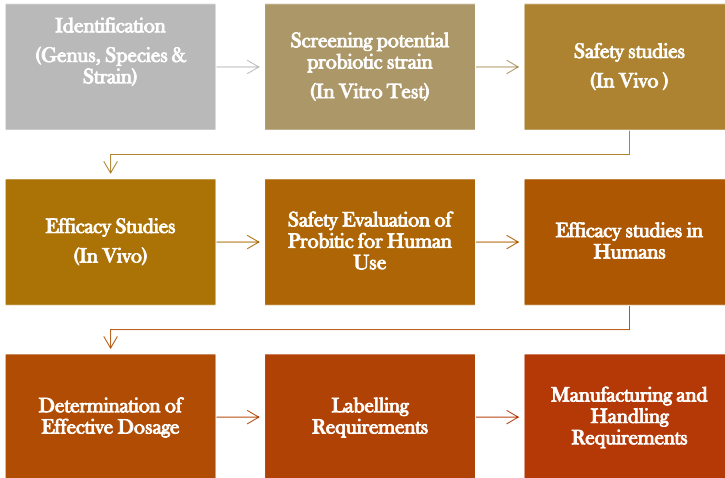 Identification
(Genus, Species &
Strain)
Screening potential
probiotic strain
(In Vitro Test)
Safety studies
(In Vivo )
Efficacy Studies
(In Vivo)
Safety Evaluation of
Probitic for Human
Use
Efficacy studies in
Humans
Determination of
Effective Dosage
Labelling
Requirements
Manufacturing and
Handling
Requirements